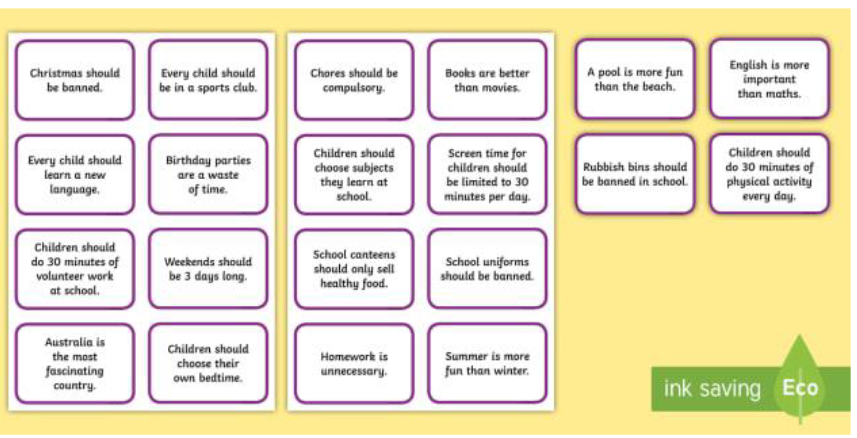 Christmas should
be banned.
Every child should
be in a sports club.
Every child should
learn a new
language.
Birthday parties
are a waste
of time.
Children should
do 30 minutes of
volunteer work
at school.
Weekends should
be 3 days long.
Australia is
the most
fascinating
country.
Children should
choose their
own bedtime.
Chores should be
compulsory.
Books are better
than movies.
Children should
choose subjects
they learn at
school.
Screen time for
children should
be limited to 30
minutes per day.
School canteens
should only sell
healthy food.
School uniforms
should be banned.
Homework is
unnecessary.
Summer is more
fun than winter.
A pool is more fun
than the beach.
English is more
important
than maths.
Rubbish bins should
be banned in school.
Children should
do 30 minutes of
physical activity
every day.
ink saving
Eco